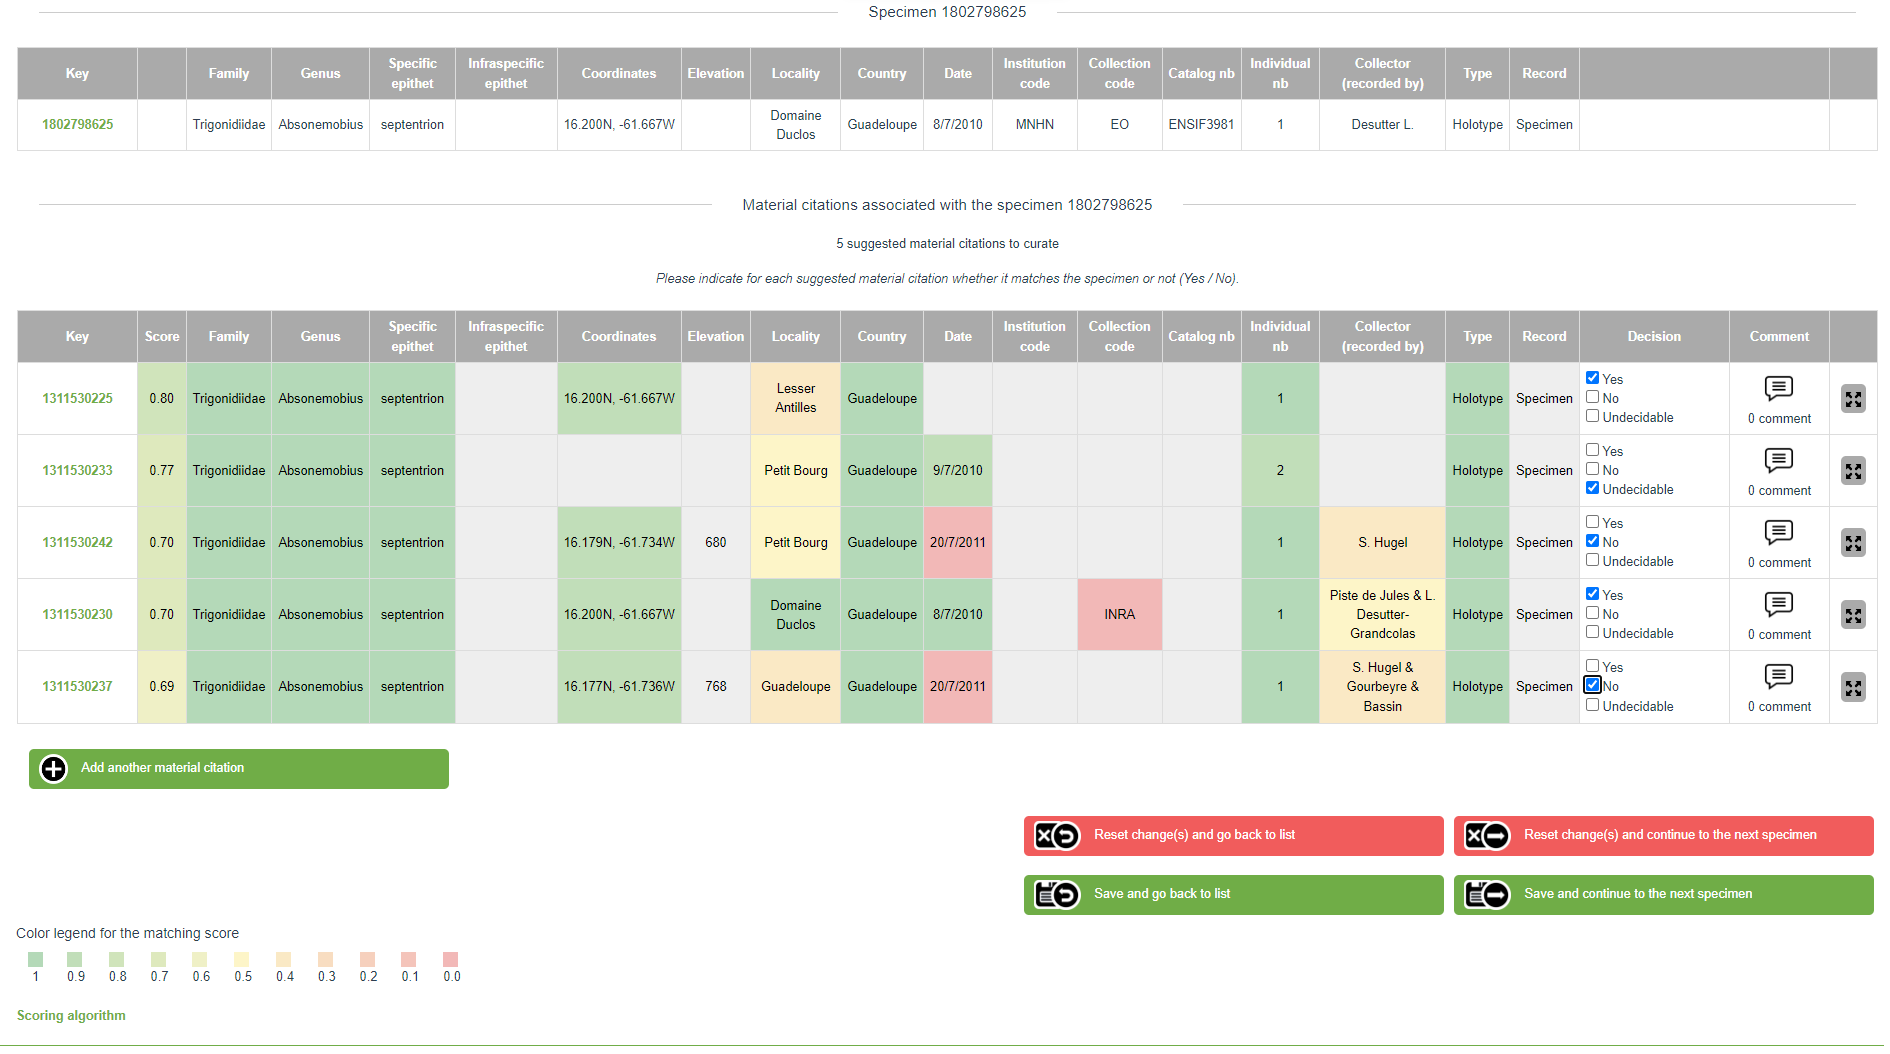 Specimen 1802798625
Key Family Genus Specific epithet Infraspecific epithet Coordinates Elevation Locality Country Date Institution code Collection code Catalog nb Individual nb Collector (recorded by) Type Record
1802798625 Trigonidiidae Absonemobius septentrion 16.200N, -61.667W Domaine Duclos Guadeloupe 8/7/2010 MNHN EO ENSIF3981 1 Desutter L. Holotype Specimen
Material citations associated with the specimen 1802798625
5 suggested material citations to curate
Please indicate for each suggested material citation whether it matches the specimen or not (Yes / No).
Key Score Family Genus Specific epithet Infraspecific epithet Coordinates Elevation Locality Country Date Institution code Collection code Catalog nb Individual nb Collector (recorded by) Type Record Decision Comment
1311530225 0.80 Trigonidiidae Absonemobius septentrion 16.200N, -61.667W Lesser Antilles Guadeloupe 1 Holotype Specimen Yes No Undecidable 0 comment
1311530233 0.77 Trigonidiidae Absonemobius septentrion Petit Bourg Guadeloupe 9/7/2010 2 Holotype Specimen Yes No Undecidable 0 comment
1311530242 0.70 Trigonidiidae Absonemobius septentrion 16.179N, -61.734W 680 Petit Bourg Guadeloupe 20/7/2011 1 S. Hugel Holotype Specimen Yes No Undecidable 0 comment
1311530230 0.70 Trigonidiidae Absonemobius septentrion 16.200N, -61.667W Domaine Duclos Guadeloupe 8/7/2010 INRA 1 Piste de Jules & L. Desutter-Grandcolas Holotype Specimen Yes No Undecidable 0 comment
1311530237 0.69 Trigonidiidae Absonemobius septentrion 16.177N, -61.736W 768 Guadeloupe Guadeloupe 20/7/2011 1 S. Hugel & Gourbeyre & Bassin Holotype Specimen Yes No Undecidable 0 comment
Add another material citation
Reset change(s) and go back to list
Reset change(s) and continue to the next specimen
Save and go back to list
Save and continue to the next specimen
Color legend for the matching score
1 0.9 0.8 0.7 0.6 0.5 0.4 0.3 0.2 0.1 0.0
Scoring algorithm